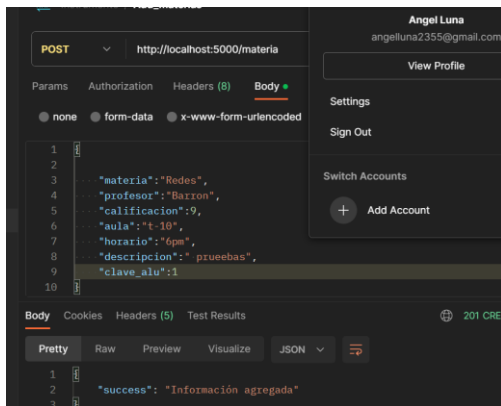 POST http://localhost:5000/materia
Angel Luna
angelluna2355@gmail.com
View Profile
Settings
Sign Out
Switch Accounts
+ Add Account
Params Authorization Headers (8) Body
none form-data x-www-form-urlencoded
1 {
2
3 "materia":"Redes",
4 "profesor":"Barron",
5 "calificacion":9,
6 "aula":"t-10",
7 "horario":"6pm",
8 "descripcion":" prueebas",
9 "clave_alu":1
10 }
Body Cookies Headers (5) Test Results 201 CRE
Pretty Raw Preview Visualize JSON
1 {
2 "success": "Información agregada"
3 }